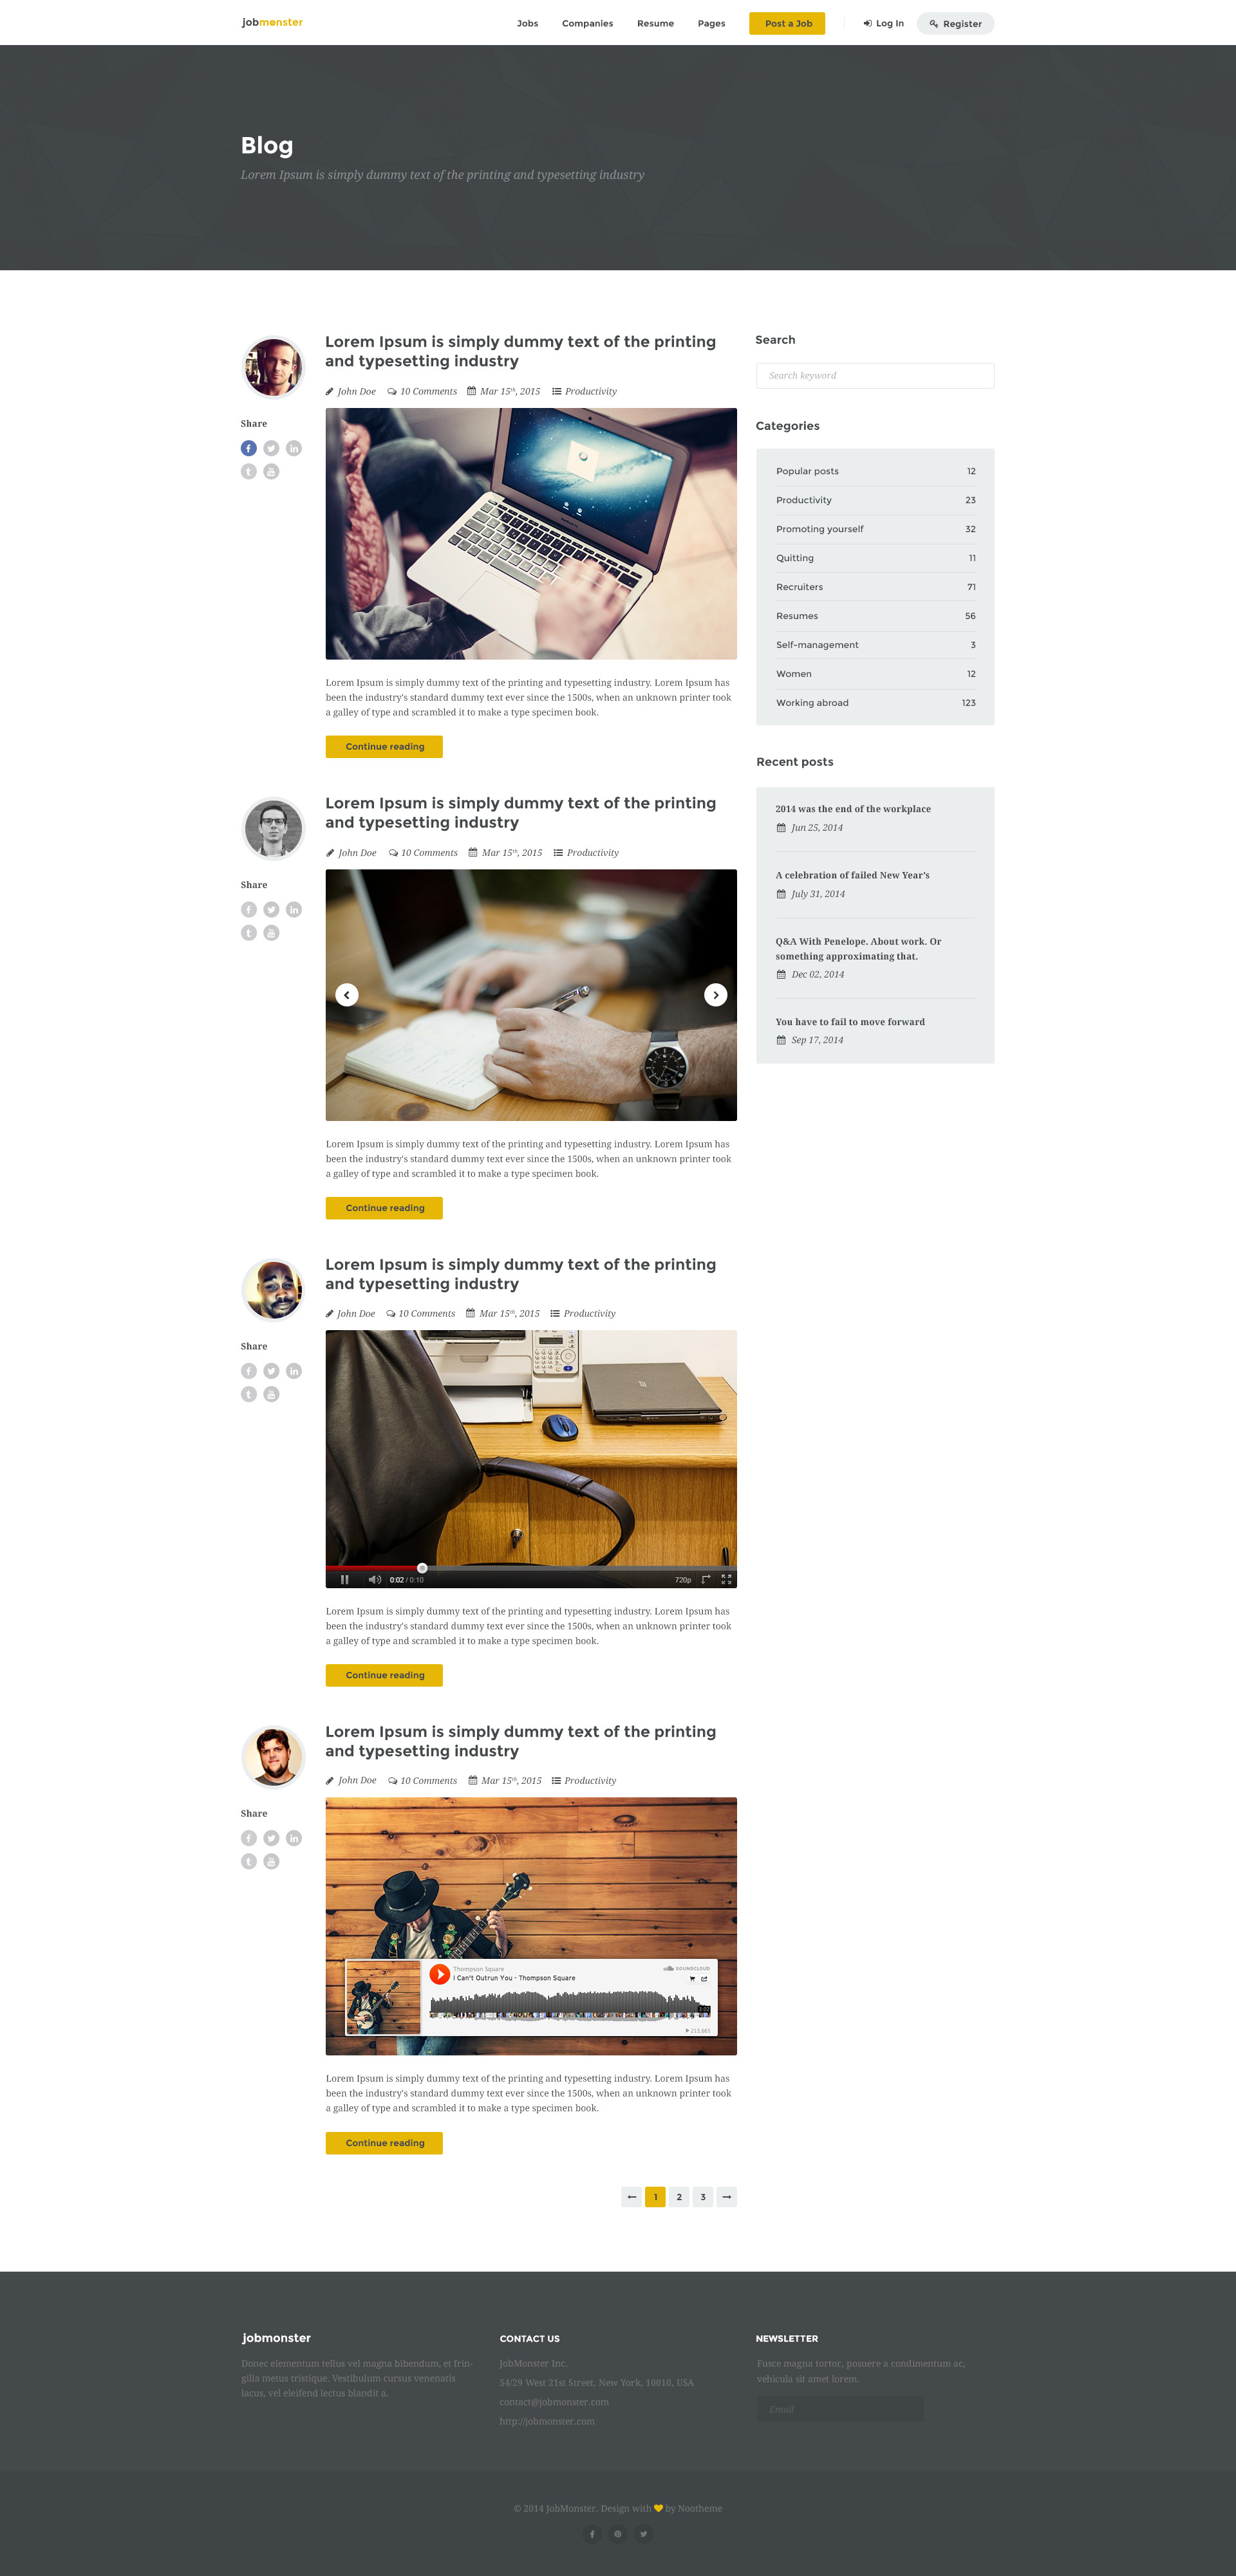 jobmonster
Jobs Companies Resume Pages Post a Job Log In Register
Blog
Lorem Ipsum is simply dummy text of the printing and typesetting industry
Lorem Ipsum is simply dummy text of the printing
and typesetting industry
John Doe 10 Comments Mar 15th, 2015 Productivity
Share
Lorem Ipsum is simply dummy text of the printing and typesetting industry. Lorem Ipsum has
been the industry's standard dummy text ever since the 1500s, when an unknown printer took
a galley of type and scrambled it to make a type specimen book.
Continue reading
Lorem Ipsum is simply dummy text of the printing
and typesetting industry
John Doe 10 Comments Mar 15th, 2015 Productivity
Share
Lorem Ipsum is simply dummy text of the printing and typesetting industry. Lorem Ipsum has
been the industry's standard dummy text ever since the 1500s, when an unknown printer took
a galley of type and scrambled it to make a type specimen book.
Continue reading
Lorem Ipsum is simply dummy text of the printing
and typesetting industry
John Doe 10 Comments Mar 15th, 2015 Productivity
Share
0:02 / 0:10 720p
Lorem Ipsum is simply dummy text of the printing and typesetting industry. Lorem Ipsum has
been the industry's standard dummy text ever since the 1500s, when an unknown printer took
a galley of type and scrambled it to make a type specimen book.
Continue reading
Lorem Ipsum is simply dummy text of the printing
and typesetting industry
John Doe 10 Comments Mar 15th, 2015 Productivity
Share
Thompson Square SOUNDCLOUD
I Can't Outrun You - Thompson Square
213,665
Lorem Ipsum is simply dummy text of the printing and typesetting industry. Lorem Ipsum has
been the industry's standard dummy text ever since the 1500s, when an unknown printer took
a galley of type and scrambled it to make a type specimen book.
Continue reading
1 2 3
Search
Search keyword
Categories
Popular posts 12
Productivity 23
Promoting yourself 32
Quitting 11
Recruiters 71
Resumes 56
Self-management 3
Women 12
Working abroad 123
Recent posts
2014 was the end of the workplace
Jun 25, 2014
A celebration of failed New Year's
July 31, 2014
Q&A With Penelope. About work. Or
something approximating that.
Dec 02, 2014
You have to fail to move forward
Sep 17, 2014
jobmonster
Donec elementum tellus vel magna bibendum, et frin-
gilla metus tristique. Vestibulum cursus venenatis
lacus, vel eleifend lectus blandit a.
CONTACT US
JobMonster Inc.
54/29 West 21st Street, New York, 10010, USA
contact@jobmonster.com
http://jobmonster.com
NEWSLETTER
Fusce magna tortor, posuere a condimentum ac,
vehicula sit amet lorem.
Email
© 2014 JobMonster. Design with by Nootheme